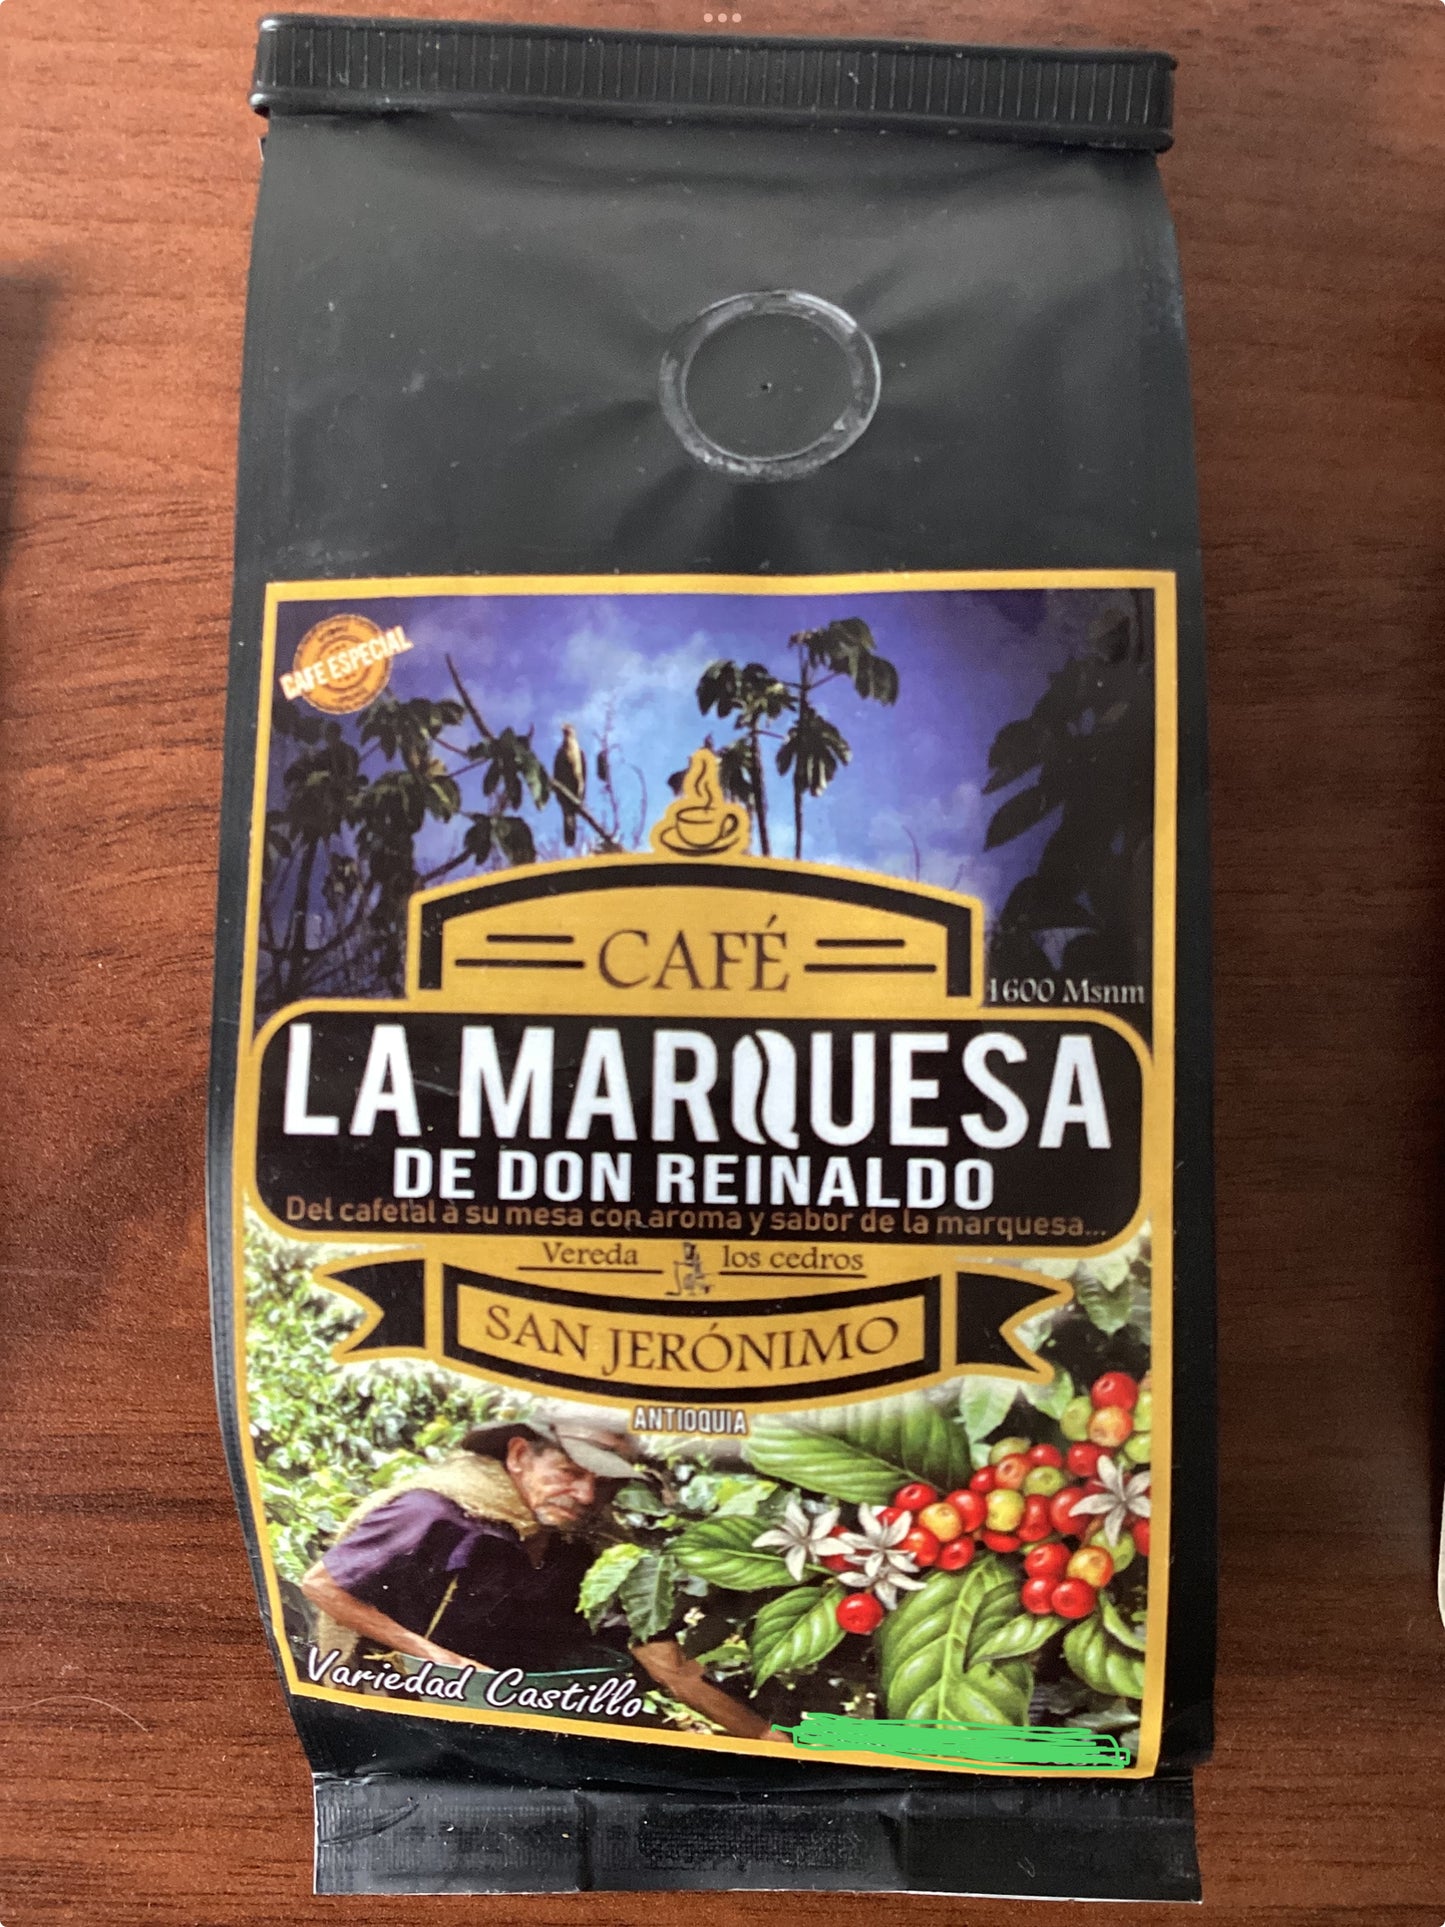 CAFE ESPECIAL
CAFÉ
1600 Msnm
LA MARQUESA
DE DON REINALDO
Del cafetal a su mesa con aroma y sabor de la marquesa...
Vereda los cedros
SAN JERÓNIMO
ANTIOQUIA
Variedad Castillo